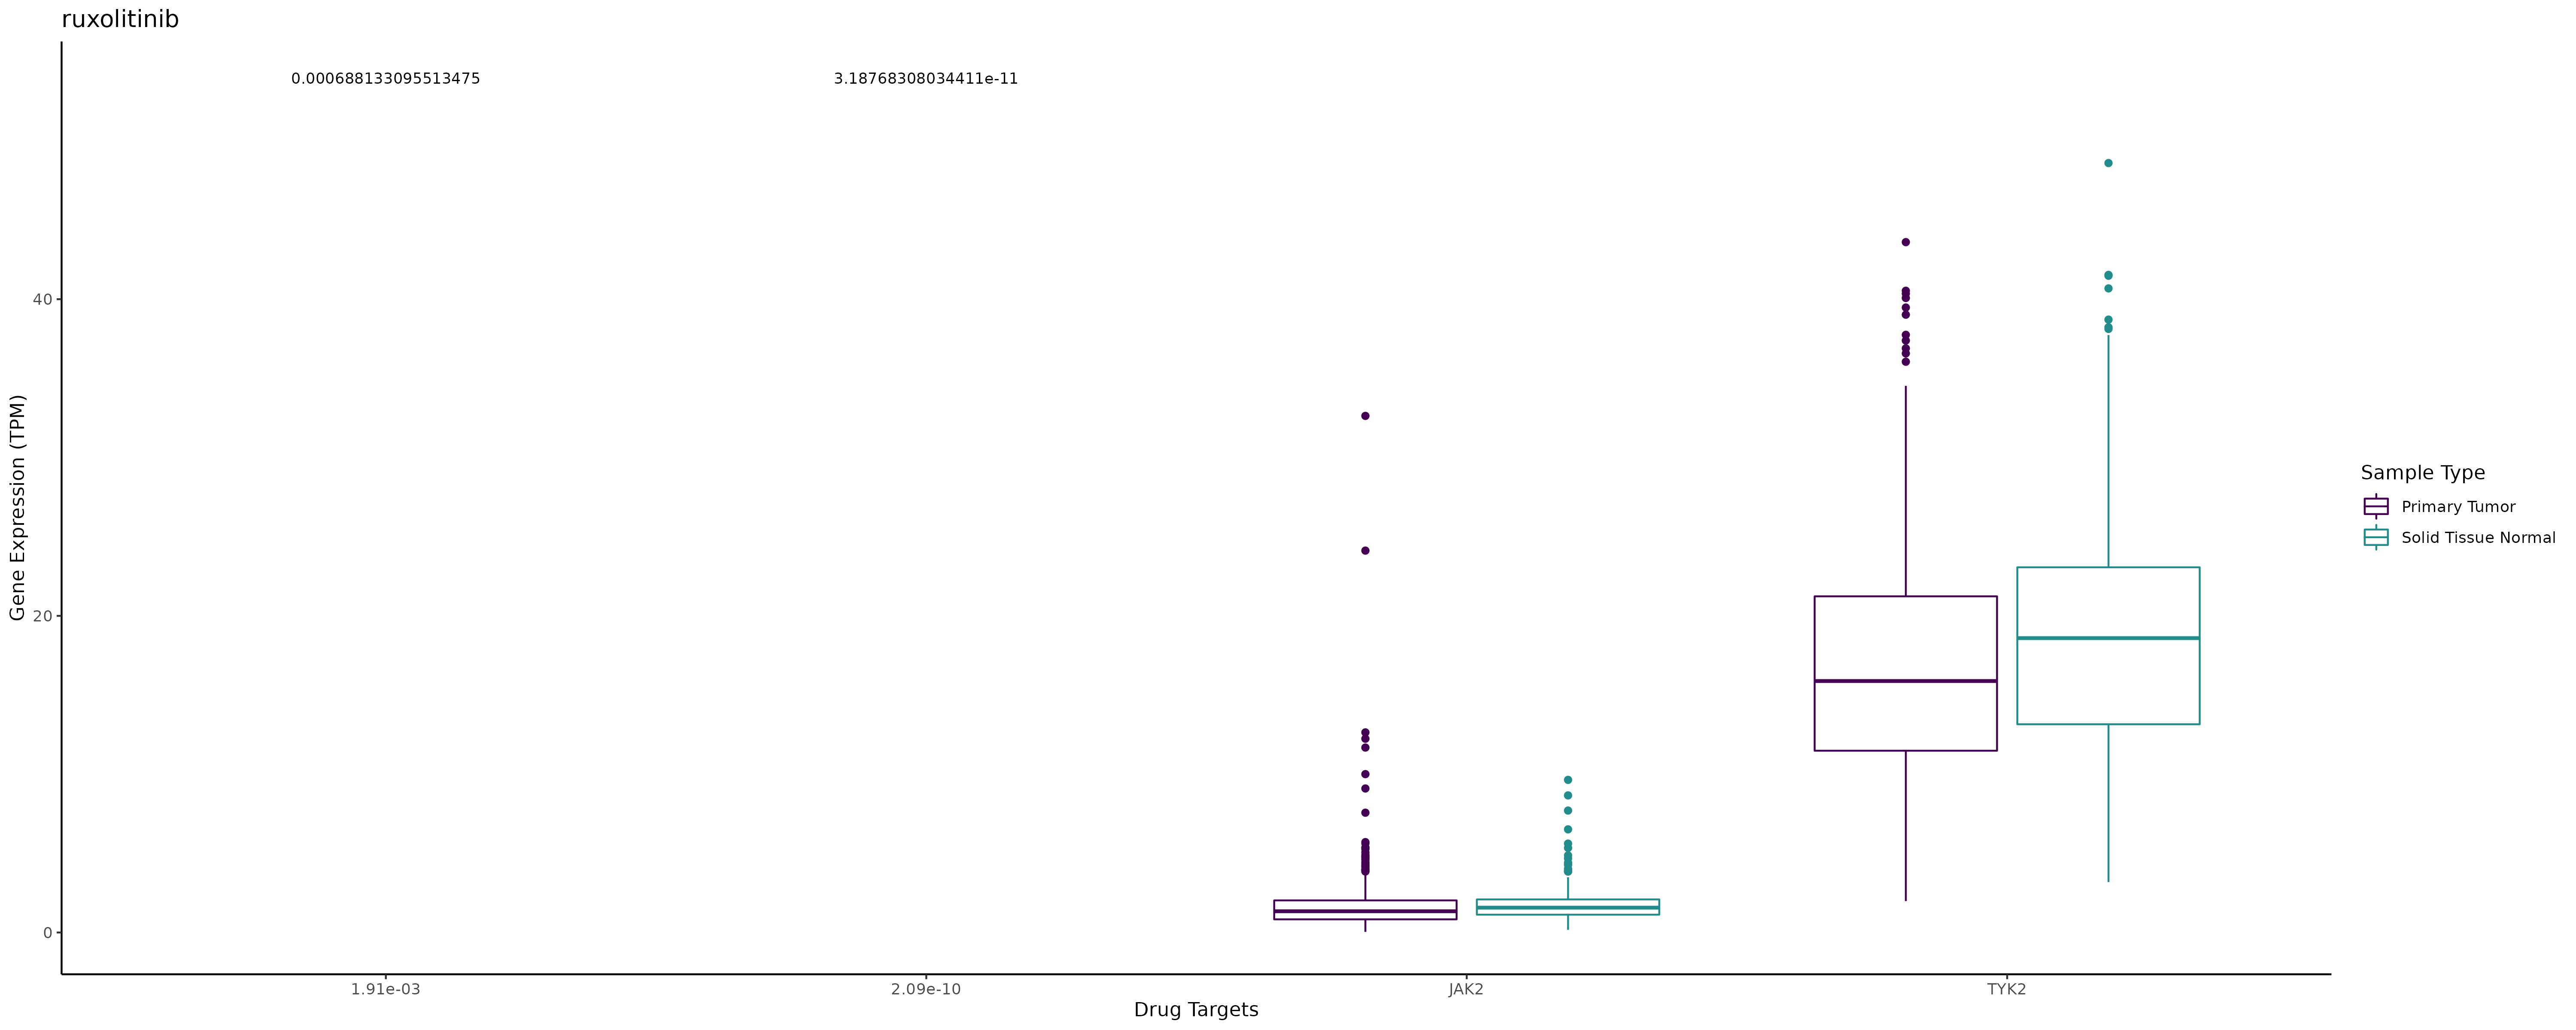 ruxolitinib
0.000688133095513475
3.18768308034411e-11
Gene Expression (TPM)
40
20
0
1.91e-03
2.09e-10
JAK2
TYK2
Drug Targets
Sample Type
Primary Tumor
Solid Tissue Normal